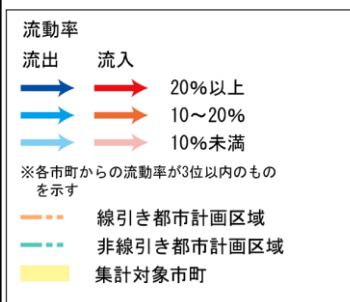 流動率
流出 流入
20%以上
10～20%
10%未満
※各市町からの流動率が3位以内のもの
を示す
線引き都市計画区域
非線引き都市計画区域
集計対象市町